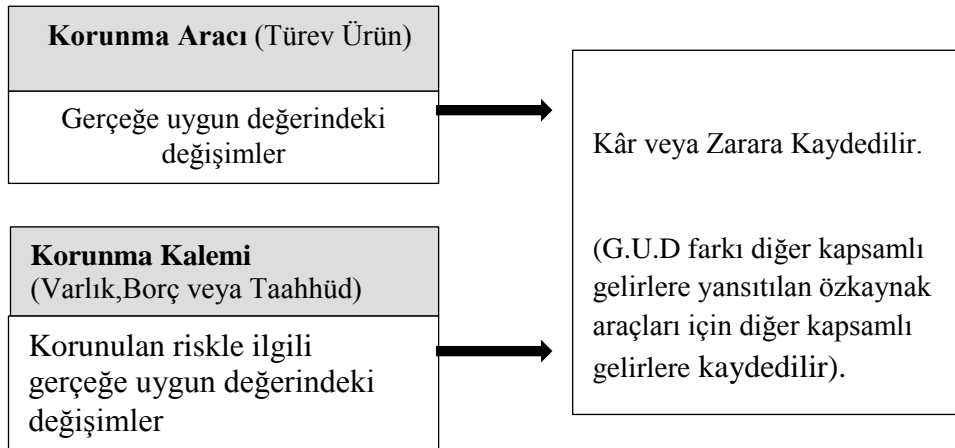 Korunma Aracı (Türev Ürün)
Gerçeğe uygun değerindeki
değişimler
Korunma Kalemi
(Varlık,Borç veya Taahhüd)
Korunulan riskle ilgili
gerçeğe uygun değerindeki
değişimler
Kâr veya Zarara Kaydedilir.
(G.U.D farkı diğer kapsamlı
gelirlere yansıtılan özkaynak
araçları için diğer kapsamlı
gelirlere kaydedilir).